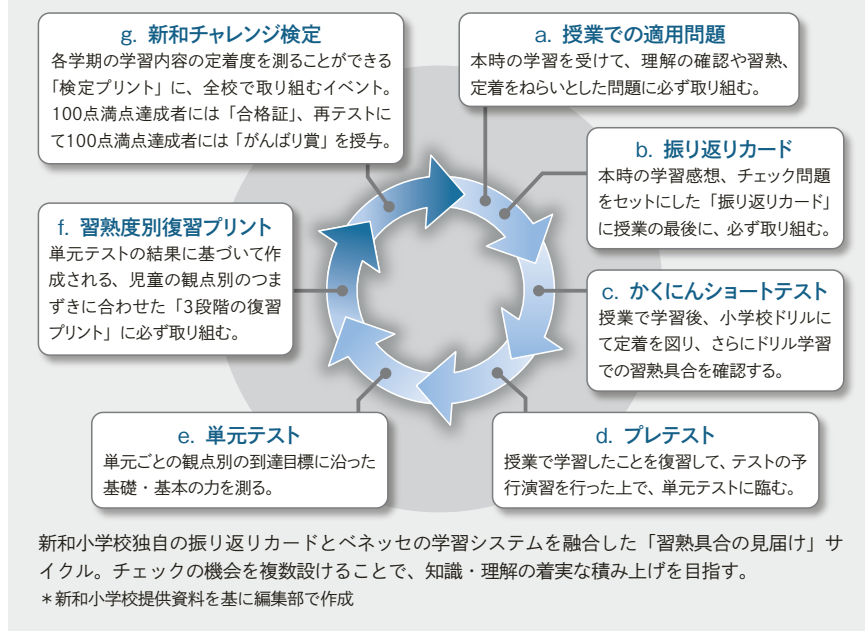 g. 新和チャレンジ検定
各学期の学習内容の定着度を測ることができる
「検定プリント」に、全校で取り組むイベント。
100点満点達成者には「合格証」、再テストに
て100点満点達成者には「がんばり賞」を授与。
a. 授業での適用問題
本時の学習を受けて、理解の確認や習熟、
定着をねらいとした問題に必ず取り組む。
b. 振り返りカード
本時の学習感想、チェック問題
をセットにした「振り返りカード」
に授業の最後に、必ず取り組む。
f. 習熟度別復習プリント
単元テストの結果に基づいて作
成される、児童の観点別のつま
ずきに合わせた「3段階の復習
プリント」に必ず取り組む。
c. かくにんショートテスト
授業で学習後、小学校ドリルに
て定着を図り、さらにドリル学習
での習熟具合を確認する。
e. 単元テスト
単元ごとの観点別の到達目標に沿った
基礎・基本の力を測る。
d. プレテスト
授業で学習したことを復習して、テストの予
行演習を行った上で、単元テストに臨む。
新和小学校独自の振り返りカードとベネッセの学習システムを融合した「習熟具合の見届け」サ
イクル。チェックの機会を複数設けることで、知識・理解の着実な積み上げを目指す。
＊新和小学校提供資料を基に編集部で作成